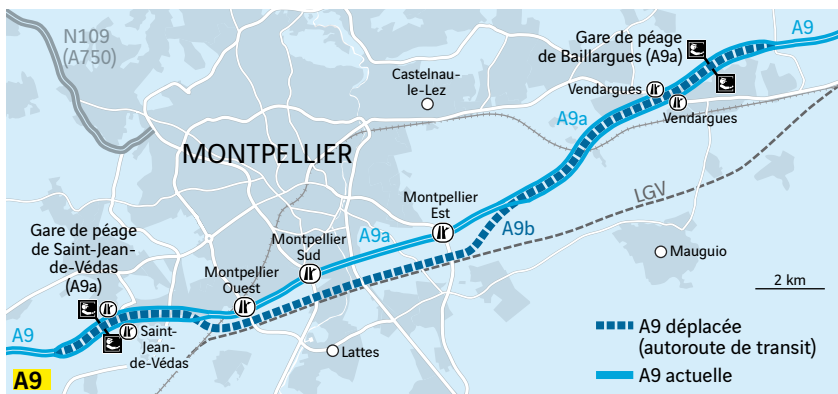 N109
(A750)
Gare de péage
de Baillargues (A9a)
A9
Castelnau-
le-Lez
Vendargues
Vendargues
A9a
MONTPELLIER
LGV
Montpellier
Est
A9b
Gare de péage
de Saint-Jean-
de-Védas
(A9a)
A9a
Montpellier
Sud
Mauguio
Montpellier
Ouest
2 km
A9
Saint-
Jean-
de-Védas
Lattes
A9 déplacée
(autoroute de transit)
A9 actuelle
A9